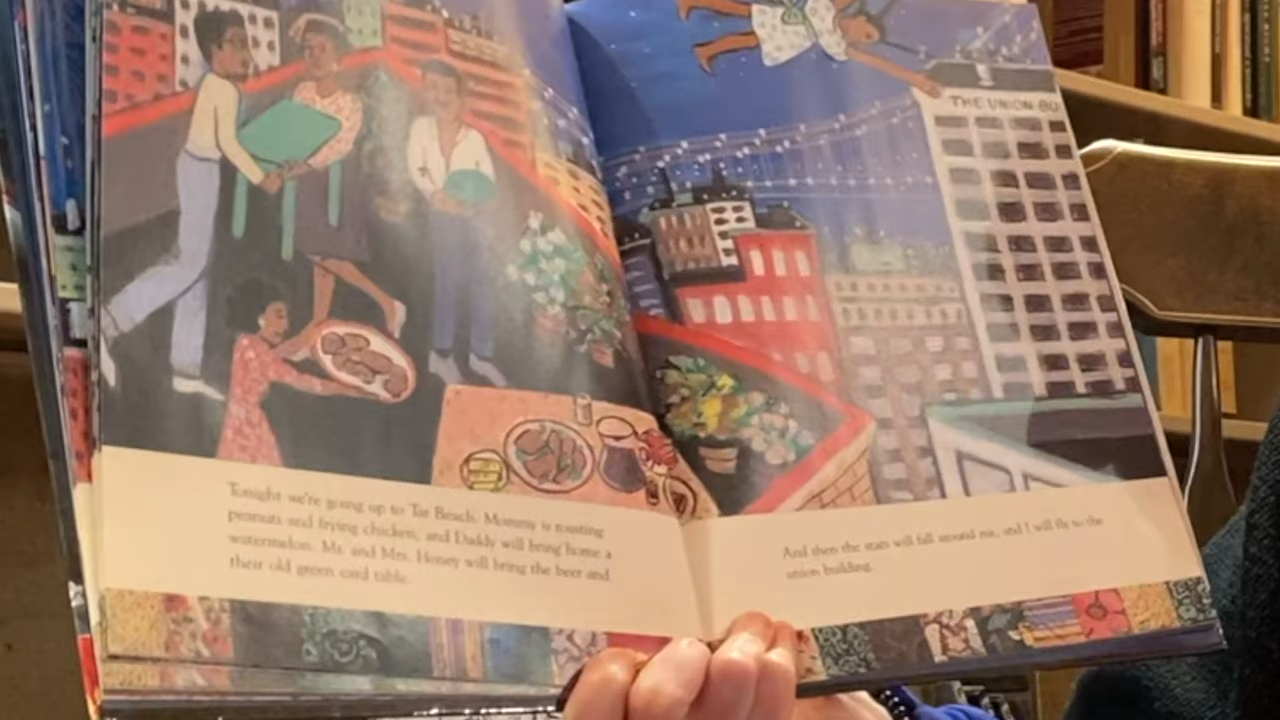 THE UNION BU
Tonight we're going up to Tar Beach. Mommy is roasting
peanuts and frying chicken, and Daddy will bring home a
watermelon. Mr. and Mrs. Honey will bring the beer and
their old green card table.
And then the stars will fall around me, and I will fly to the
union building.